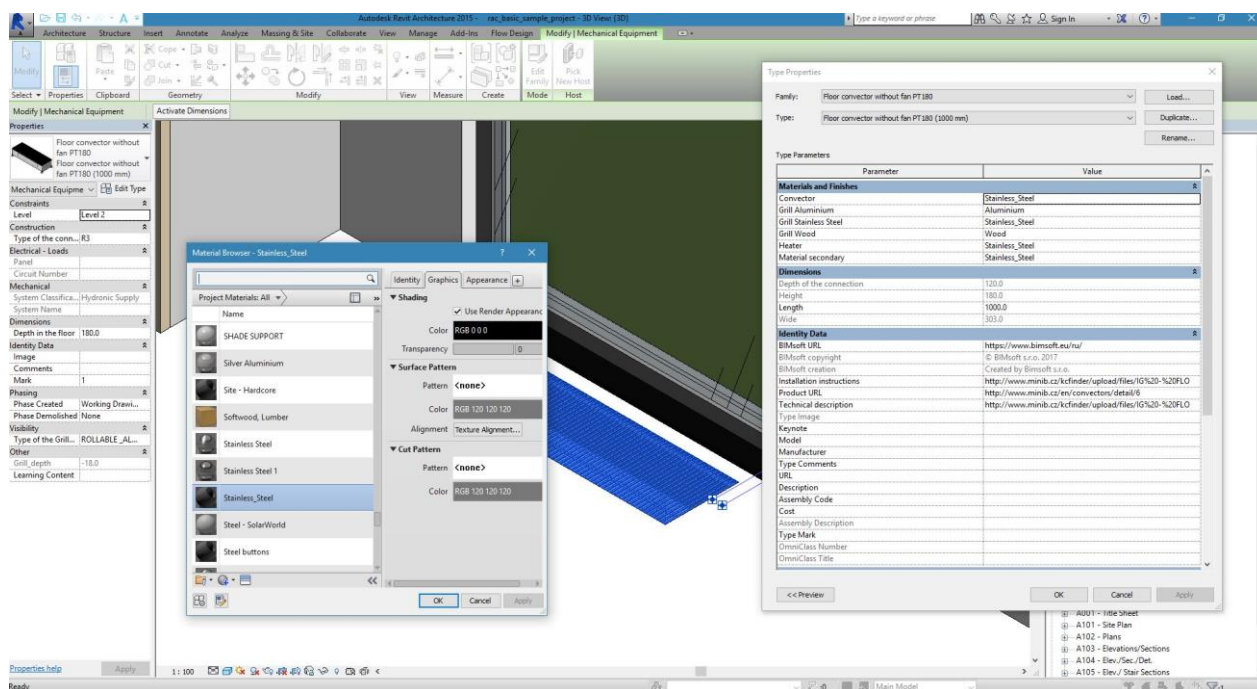 Autodesk Revit Architecture 2015 - rac_basic_sample_project - 3D View: {3D}
Type a keyword or phrase
Sign In
Architecture Structure Insert Annotate Analyze Massing & Site Collaborate View Manage Add-Ins Flow Design Modify | Mechanical Equipment
Modify
Paste
Cope
Cut
Join
Edit Family
Pick New Host
Select Properties Clipboard Geometry Modify View Measure Create Mode Host
Modify | Mechanical Equipment
Activate Dimensions
Properties
Floor convector without fan PT180
Floor convector without fan PT180 (1000 mm)
Mechanical Equipme
Edit Type
Constraints
Level Level 2
Construction
Type of the conn... R3
Electrical - Loads
Panel
Circuit Number
Mechanical
System Classifica... Hydronic Supply
System Name
Dimensions
Depth in the floor 180.0
Identity Data
Image
Comments
Mark 1
Phasing
Phase Created Working Drawi...
Phase Demolished None
Visibility
Type of the Grill... ROLLABLE _AL...
Other
Grill_depth -18.0
Learning Content
Properties help
Apply
Ready
Material Browser - Stainless_Steel
Project Materials: All
Name
SHADE SUPPORT
Silver Aluminium
Site - Hardcore
Softwood, Lumber
Stainless Steel
Stainless Steel 1
Stainless_Steel
Steel - SolarWorld
Steel buttons
Identity Graphics Appearance
Shading
Use Render Appearanc
Color RGB 0 0 0
Transparency 0
Surface Pattern
Pattern <none>
Color RGB 120 120 120
Alignment Texture Alignment...
Cut Pattern
Pattern <none>
Color RGB 120 120 120
OK Cancel Apply
1 : 100
Main Model
Type Properties
Family: Floor convector without fan PT180 Load...
Type: Floor convector without fan PT180 (1000 mm) Duplicate...
Rename...
Type Parameters
Parameter Value
Materials and Finishes
Convector Stainless_Steel
Grill Aluminium Aluminium
Grill Stainless Steel Stainless_Steel
Grill Wood Wood
Heater Stainless_Steel
Material secondary Stainless_Steel
Dimensions
Depth of the connection 120.0
Height 180.0
Length 1000.0
Wide 303.0
Identity Data
BIMsoft URL https://www.bimsoft.eu/ru/
BIMsoft copyright © BIMsoft s.r.o. 2017
BIMsoft creation Created by Bimsoft s.r.o.
Installation instructions http://www.minib.cz/kcfinder/upload/files/IG%20-%20FLO
Product URL http://www.minib.cz/en/convectors/detail/6
Technical description http://www.minib.cz/kcfinder/upload/files/IG%20-%20FLO
Type Image
Keynote
Model
Manufacturer
Type Comments
URL
Description
Assembly Code
Cost
Assembly Description
Type Mark
OmniClass Number
OmniClass Title
<< Preview OK Cancel Apply
A001 - Title Sheet
A101 - Site Plan
A102 - Plans
A103 - Elevations/Sections
A104 - Elev./Sec./Det.
A105 - Elev./ Stair Sections